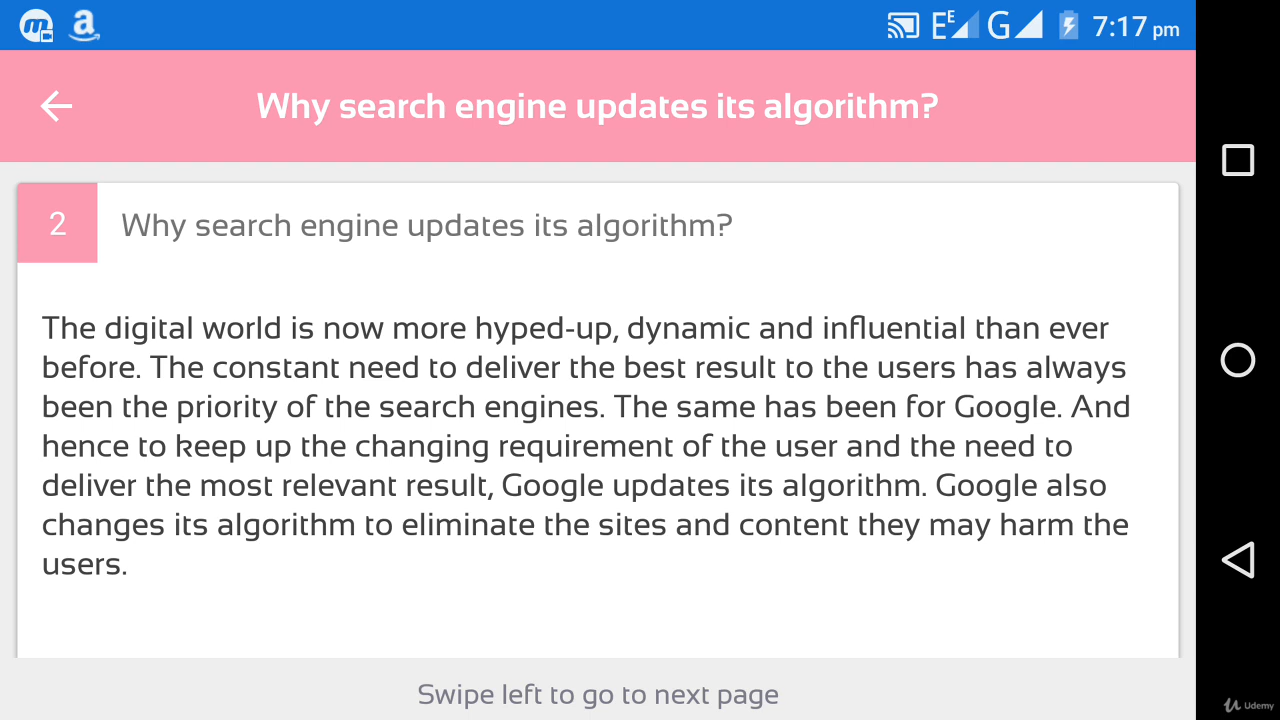 E E G 7:17 pm
Why search engine updates its algorithm?
2 Why search engine updates its algorithm?
The digital world is now more hyped-up, dynamic and influential than ever
before. The constant need to deliver the best result to the users has always
been the priority of the search engines. The same has been for Google. And
hence to keep up the changing requirement of the user and the need to
deliver the most relevant result, Google updates its algorithm. Google also
changes its algorithm to eliminate the sites and content they may harm the
users.
Swipe left to go to next page
Udemy